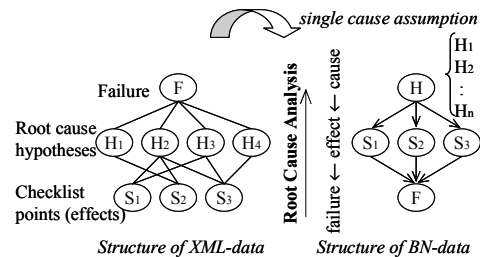 single cause assumption
Failure
F
Root cause
hypotheses
H1 H2 H3 H4
Checklist
points (effects)
S1 S2 S3
Structure of XML-data
Root Cause Analysis
failure ← effect ← cause
H
H1
H2
:
Hn
S1 S2 S3
F
Structure of BN-data